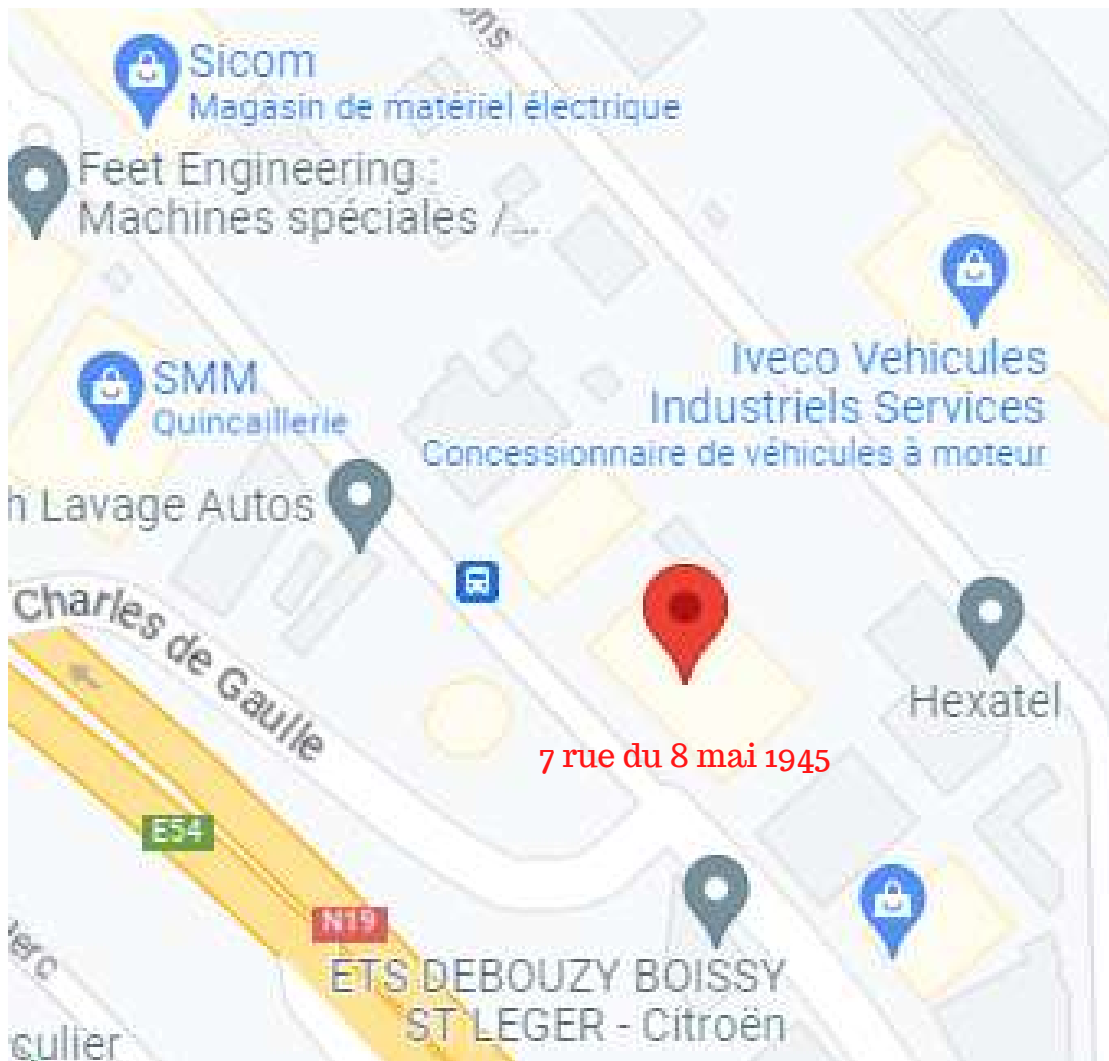 Sicom
Magasin de matériel électrique
Feet Engineering :
Machines spéciales /...
Iveco Vehicules
Industriels Services
Concessionnaire de véhicules à moteur
SMM
Quincaillerie
h Lavage Autos
Charles de Gaulle
Hexatel
7 rue du 8 mai 1945
E54
N19
ETS DEBOUZY BOISSY
ST LEGER - Citroën
culier